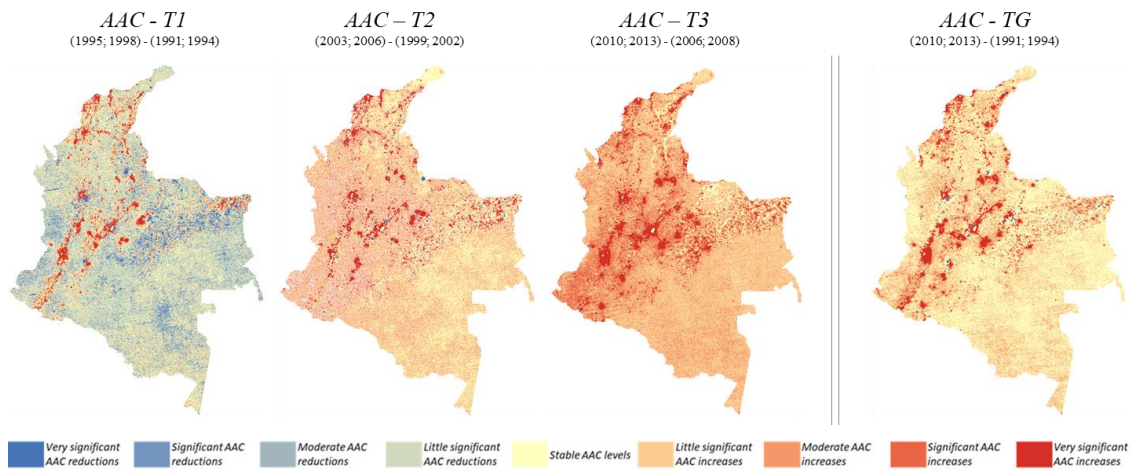 AAC - T1
(1995; 1998) - (1991; 1994)
AAC – T2
(2003; 2006) - (1999; 2002)
AAC – T3
(2010; 2013) - (2006; 2008)
AAC - TG
(2010; 2013) - (1991; 1994)
Very significant
AAC reductions
Significant AAC
reductions
Moderate AAC
reductions
Little significant
AAC reductions
Stable AAC levels
Little significant
AAC increases
Moderate AAC
increases
Significant AAC
increases
Very significant
AAC increases